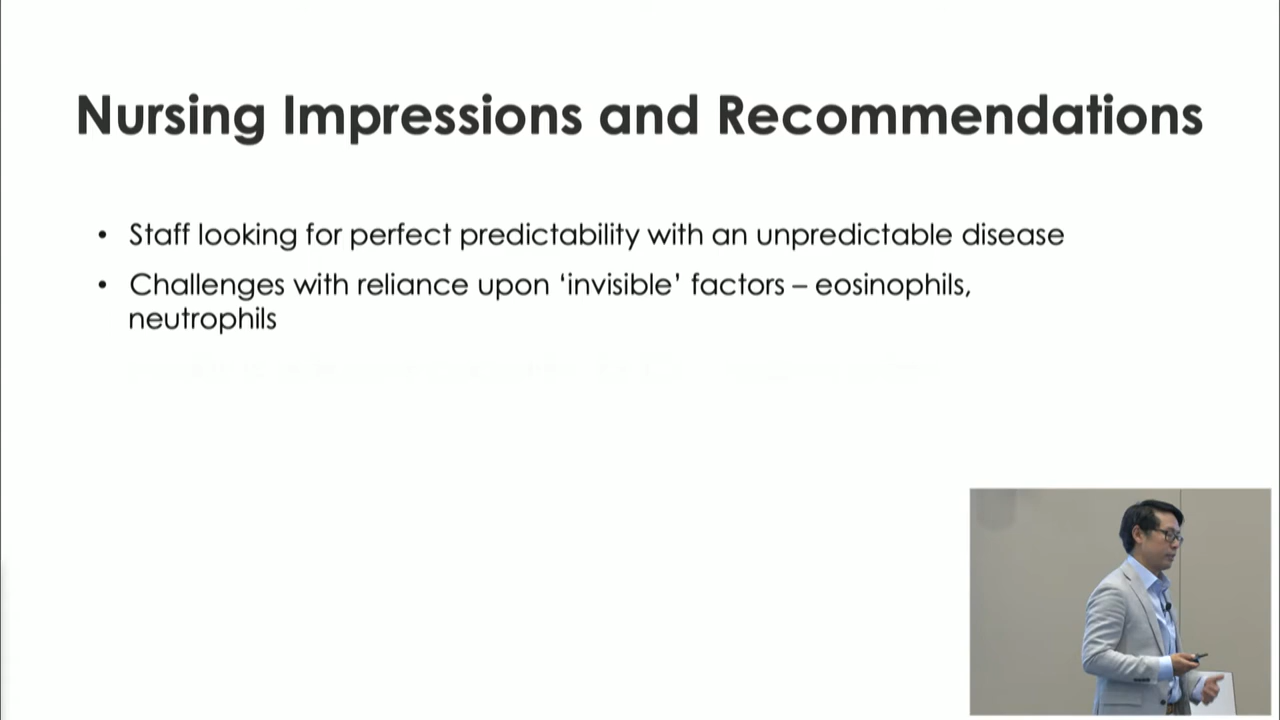 Nursing Impressions and Recommendations
• Staff looking for perfect predictability with an unpredictable disease
• Challenges with reliance upon ‘invisible’ factors – eosinophils,
neutrophils